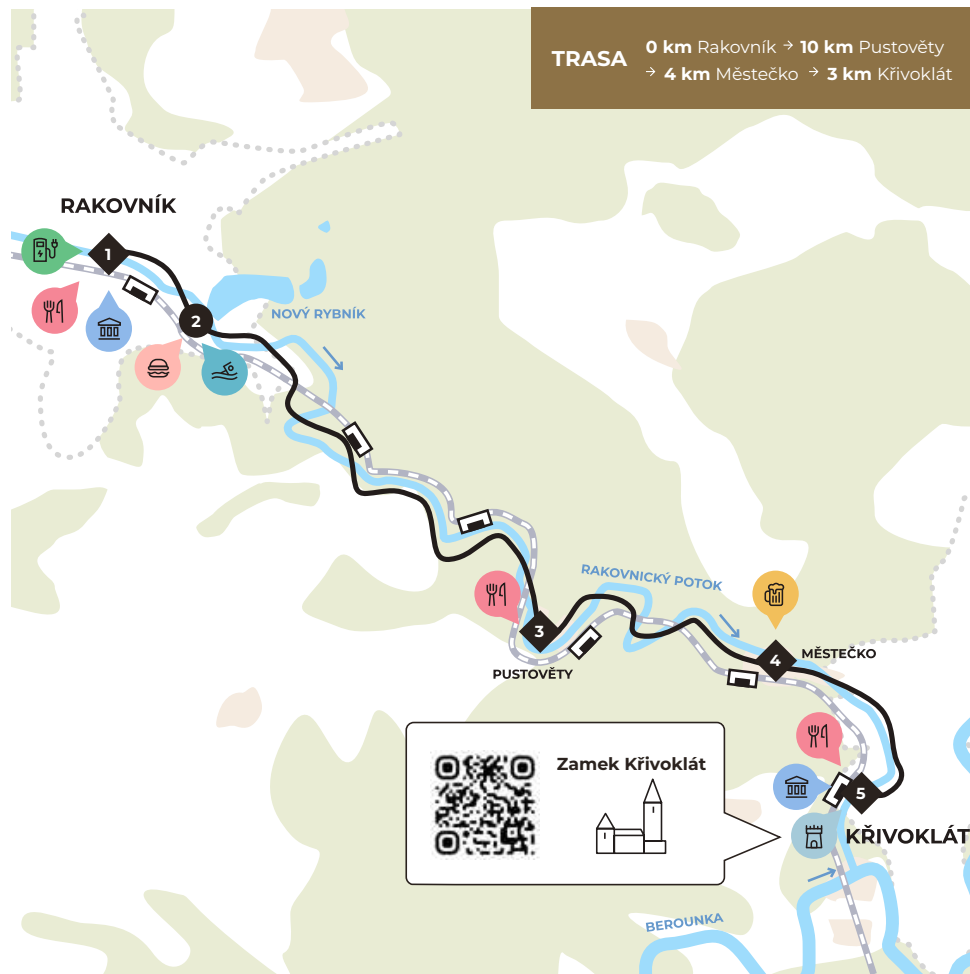 TRASA
0 km Rakovník → 10 km Pustověty
→ 4 km Městečko → 3 km Křivoklát
RAKOVNÍK
1
2
NOVÝ RYBNÍK
RAKOVNICKÝ POTOK
3
PUSTOVĚTY
4
MĚSTEČKO
Zamek Křivoklát
5
KŘIVOKLÁT
BEROUNKA